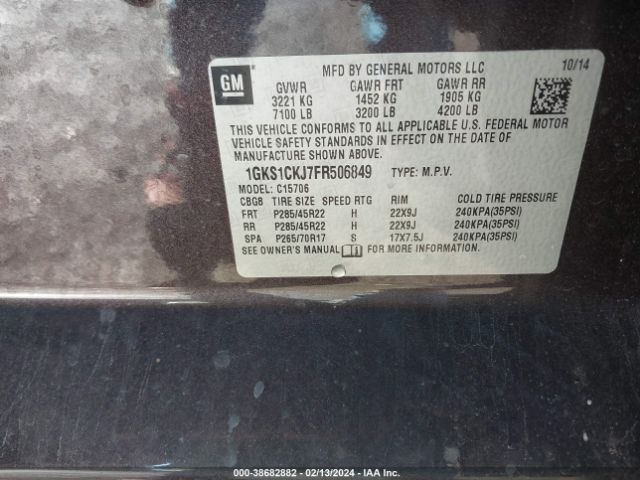 GM
MFD BY GENERAL MOTORS LLC 10/14
GVWR GAWR FRT GAWR RR
3221 KG 1452 KG 1905 KG
7100 LB 3200 LB 4200 LB
THIS VEHICLE CONFORMS TO ALL APPLICABLE U.S. FEDERAL MOTOR
VEHICLE SAFETY STANDARDS IN EFFECT ON THE DATE OF
MANUFACTURE SHOWN ABOVE.
1GKS1CKJ7FR506849 TYPE: M.P.V.
C15706
CBG8 TIRE SIZE SPEED RTG RIM COLD TIRE PRESSURE
FRT P285/45R22 H 22X9J 240KPA(35PSI)
RR P285/45R22 H 22X9J 240KPA(35PSI)
SPA P265/70R17 S 17X7.5J 240KPA(35PSI)
SEE OWNER'S MANUAL FOR MORE INFORMATION
000-38682882 - 02/13/2024 - IAA Inc.